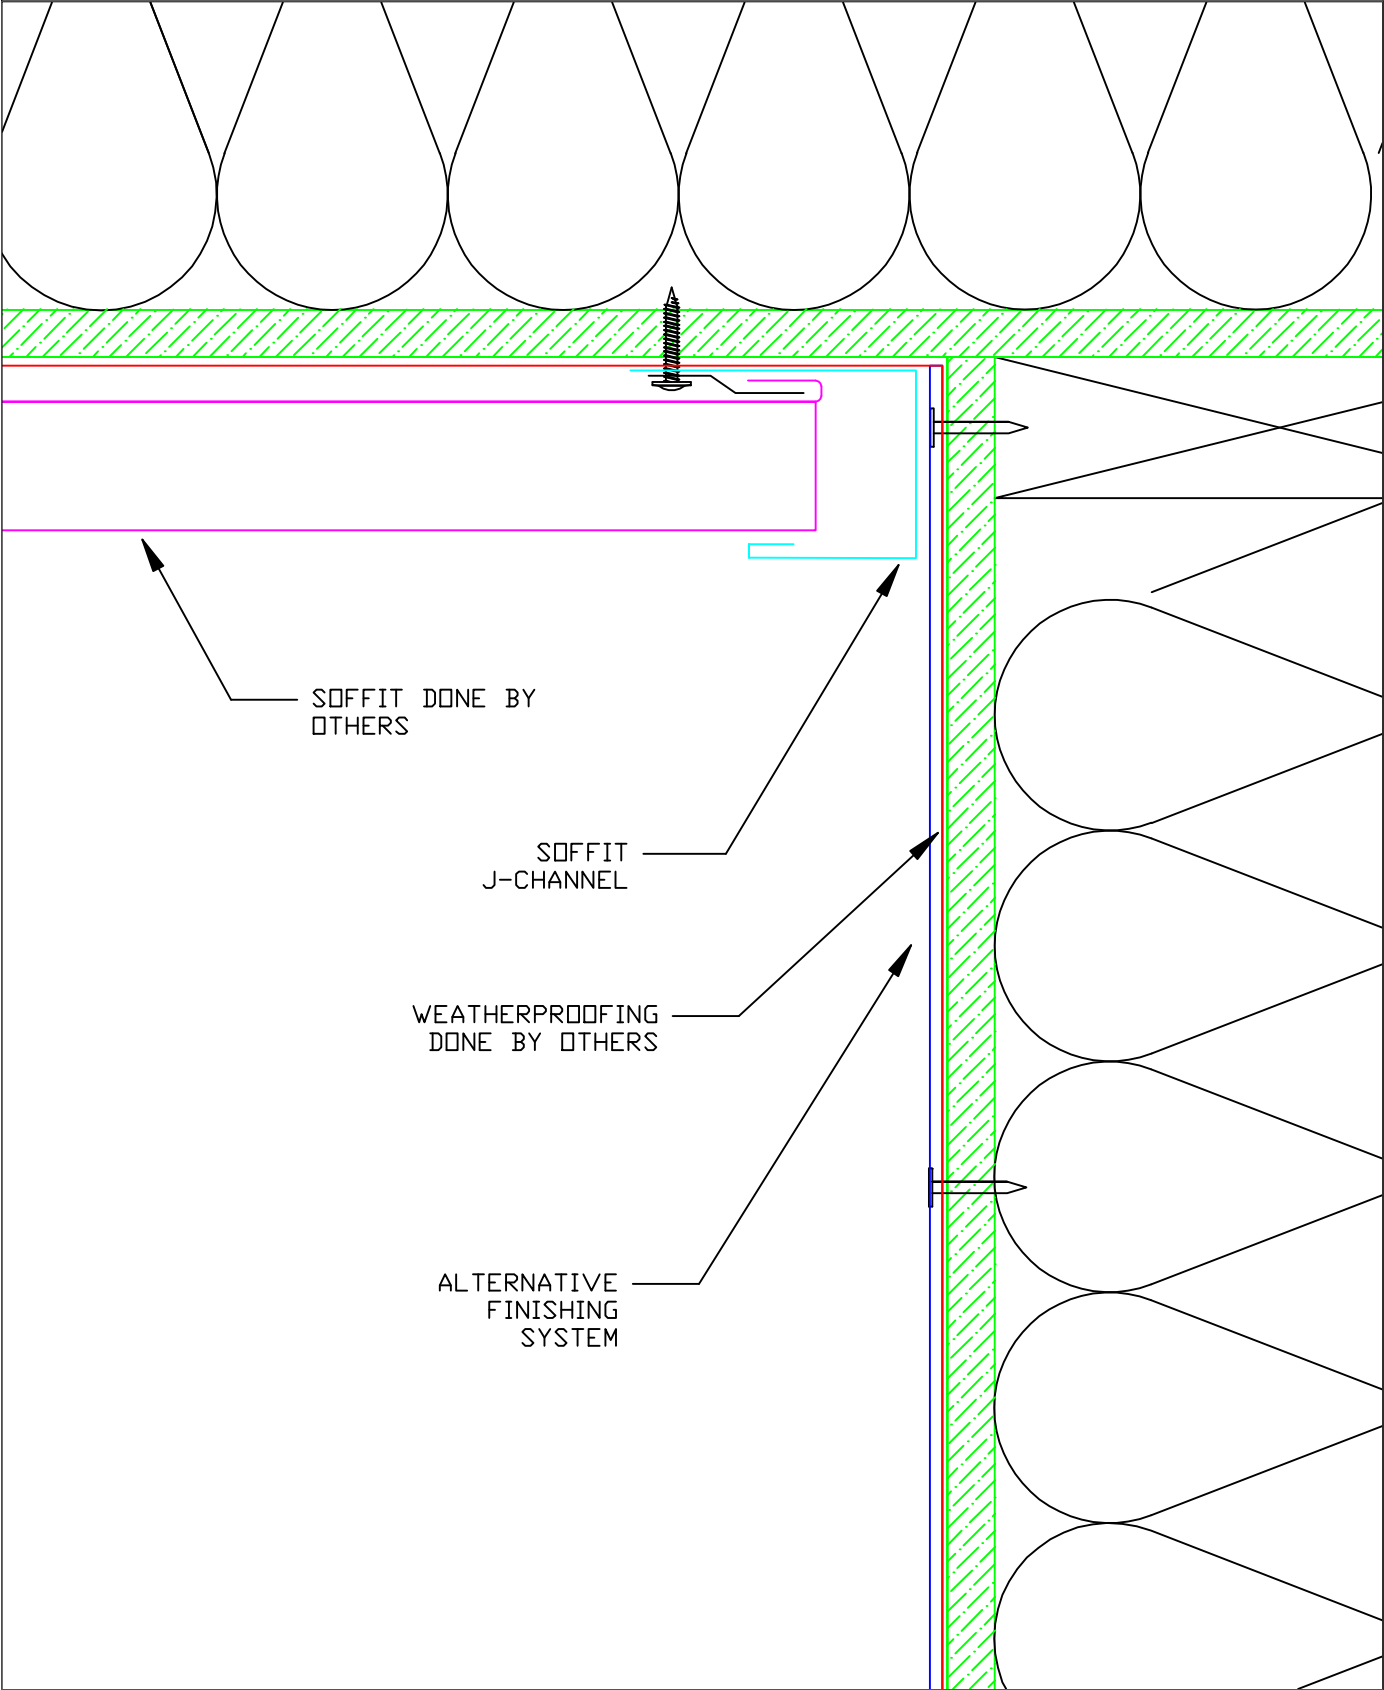 SOFFIT DONE BY
OTHERS
SOFFIT
J-CHANNEL
WEATHERPROOFING
DONE BY OTHERS
ALTERNATIVE
FINISHING
SYSTEM